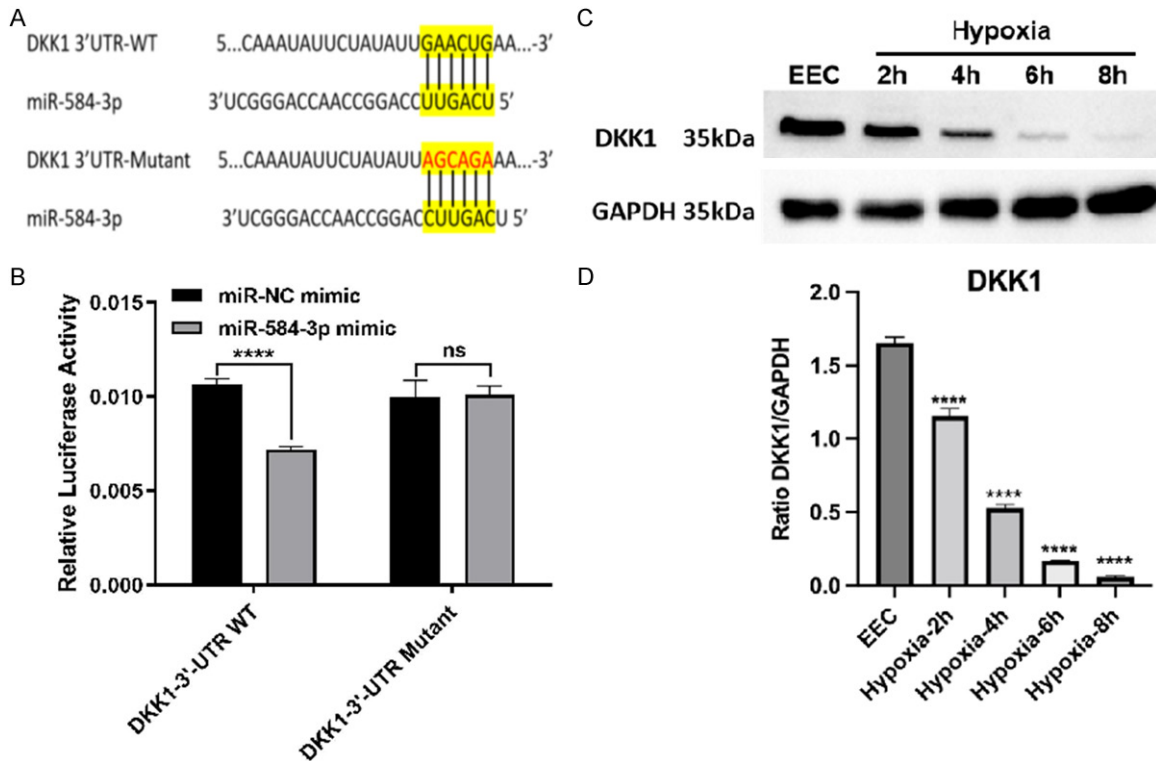 A
DKK1 3'UTR-WT 5...CAAAUAUUCUAUAUUGAACUGAA...-3'
miR-584-3p 3'UCGGGACCAACCGGACCUUGACU 5'
DKK1 3'UTR-Mutant 5...CAAAUAUUCUAUAUUAGCAGAAA...-3'
miR-584-3p 3'UCGGGACCAACCGGACCUUGACU 5'
B
miR-NC mimic
miR-584-3p mimic
Relative Luciferase Activity
0.015
0.010
0.005
0.000
****
ns
DKK1-3'-UTR WT
DKK1-3'-UTR Mutant
C
Hypoxia
EEC 2h 4h 6h 8h
DKK1 35kDa
GAPDH 35kDa
D
DKK1
Ratio DKK1/GAPDH
2.0
1.5
1.0
0.5
0.0
****
****
****
****
EEC
Hypoxia-2h
Hypoxia-4h
Hypoxia-6h
Hypoxia-8h